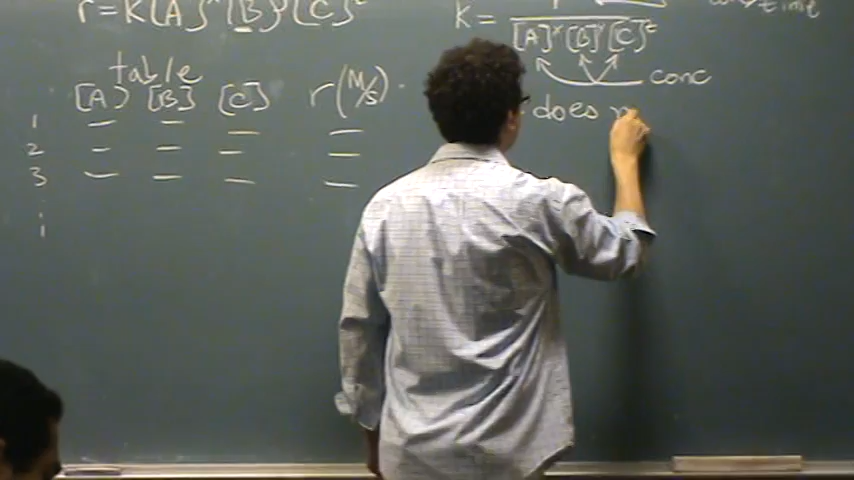 r=K[A]ˣ[B]ʸ[C]ᶻ
K=
[A]ˣ[B]ʸ[C]ᶻ
time
table
conc
[A] [B] [C] r(M/s)
does
1
2
3